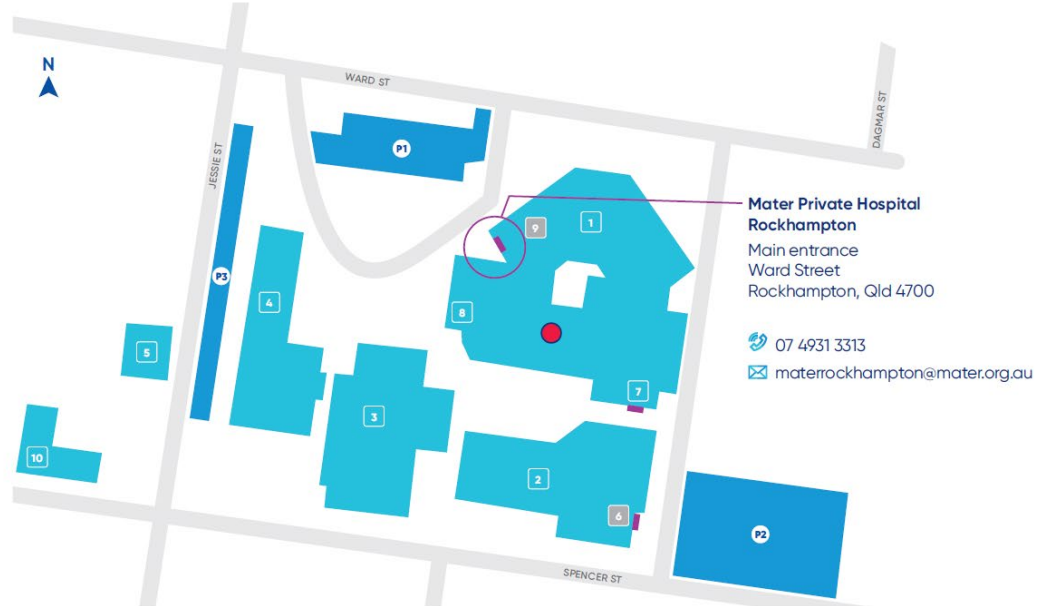 N
WARD ST
DAGMAR ST
JESSIE ST
P1
Mater Private Hospital
Rockhampton
Main entrance
Ward Street
Rockhampton, Qld 4700
07 4931 3313
materrockhampton@mater.org.au
1
9
P3
4
8
5
7
3
10
2
6
P2
SPENCER ST